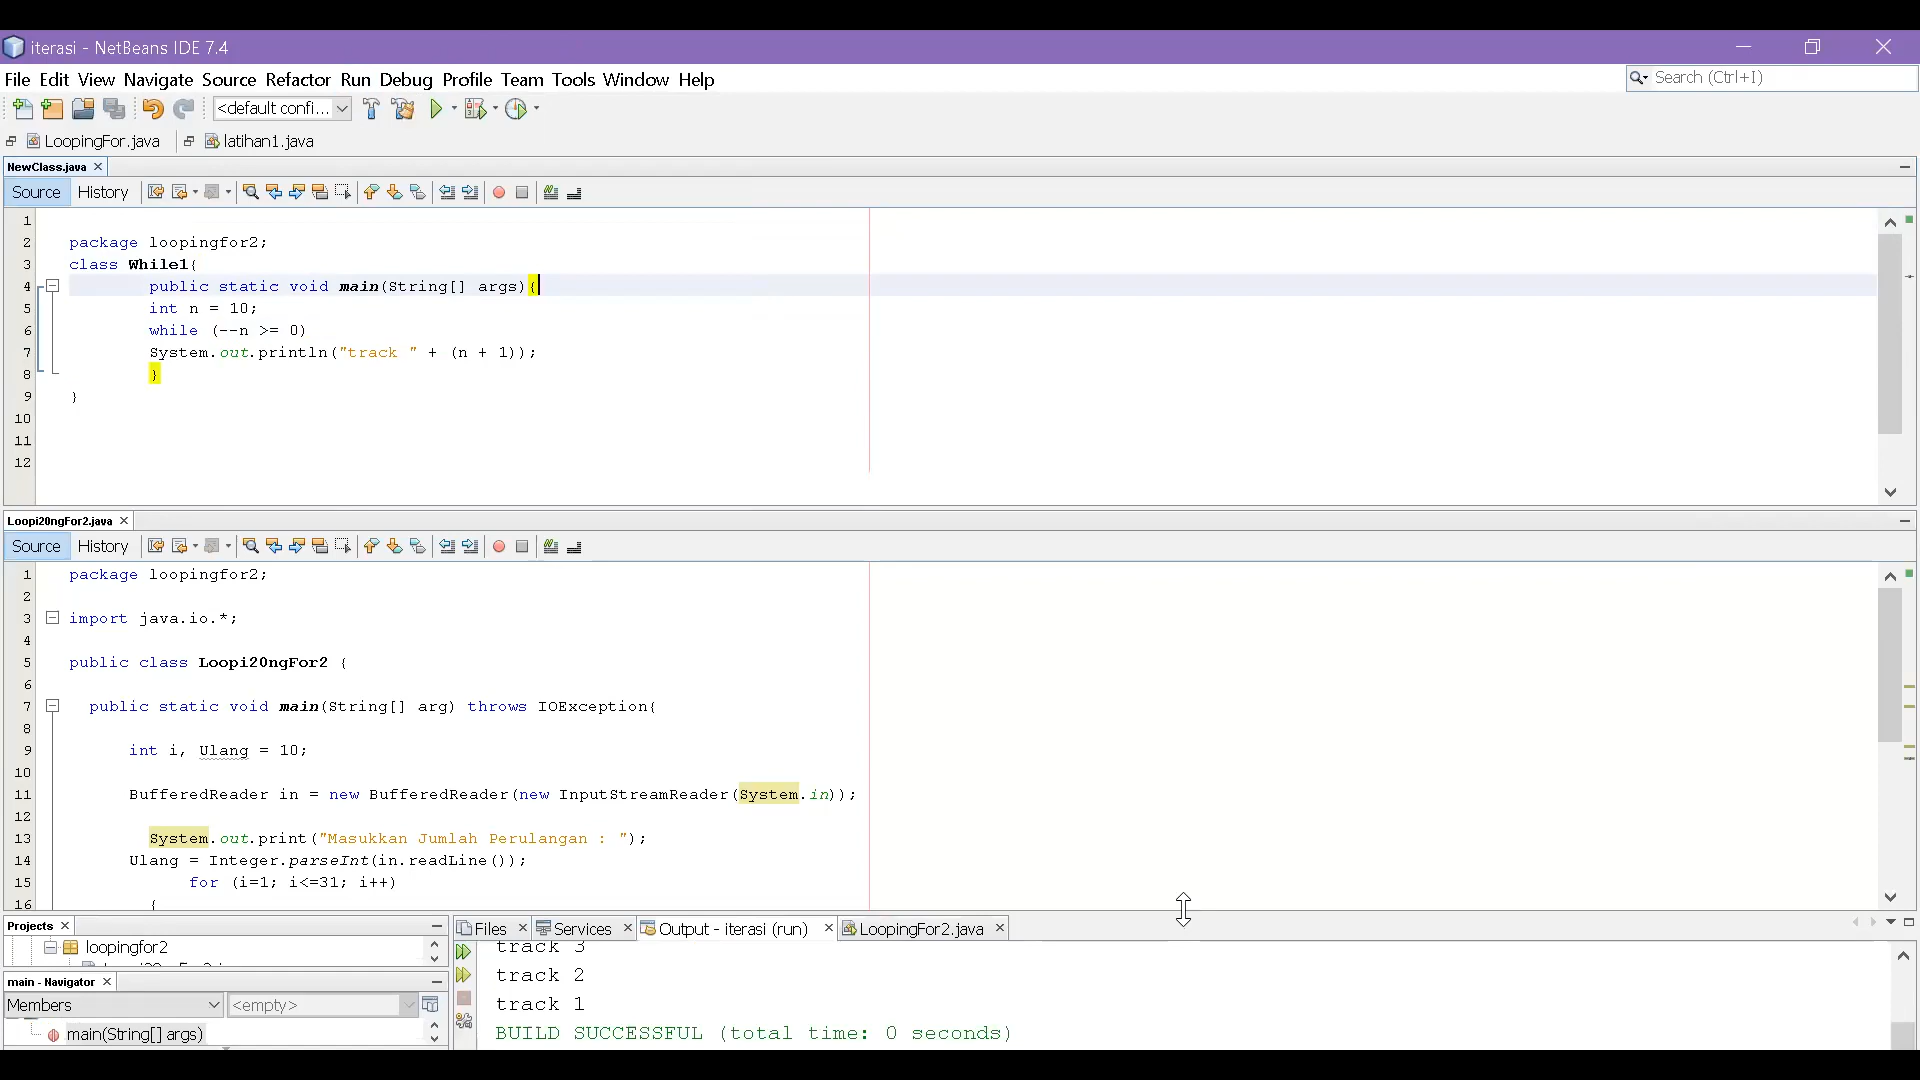 iterasi - NetBeans IDE 7.4
File Edit View Navigate Source Refactor Run Debug Profile Team Tools Window Help
Search (Ctrl+I)
<default confi...
LoopingFor.java latihan1.java
NewClass.java
Source History
1
2 package loopingfor2;
3 class While1{
4 public static void main(String[] args){
5 int n = 10;
6 while (--n >= 0)
7 System.out.println("track " + (n + 1));
8 }
9 }
10
11
12
Loopi20ngFor2.java
Source History
1 package loopingfor2;
2
3 import java.io.*;
4
5 public class Loopi20ngFor2 {
6
7 public static void main(String[] arg) throws IOException{
8
9 int i, Ulang = 10;
10
11 BufferedReader in = new BufferedReader(new InputStreamReader(System.in));
12
13 System.out.print("Masukkan Jumlah Perulangan : ");
14 Ulang = Integer.parseInt(in.readLine());
15 for (i=1; i<=31; i++)
16 {
Projects
loopingfor2
main - Navigator
Members <empty>
main(String[] args)
Files Services Output - iterasi (run) LoopingFor2.java
track 3
track 2
track 1
BUILD SUCCESSFUL (total time: 0 seconds)